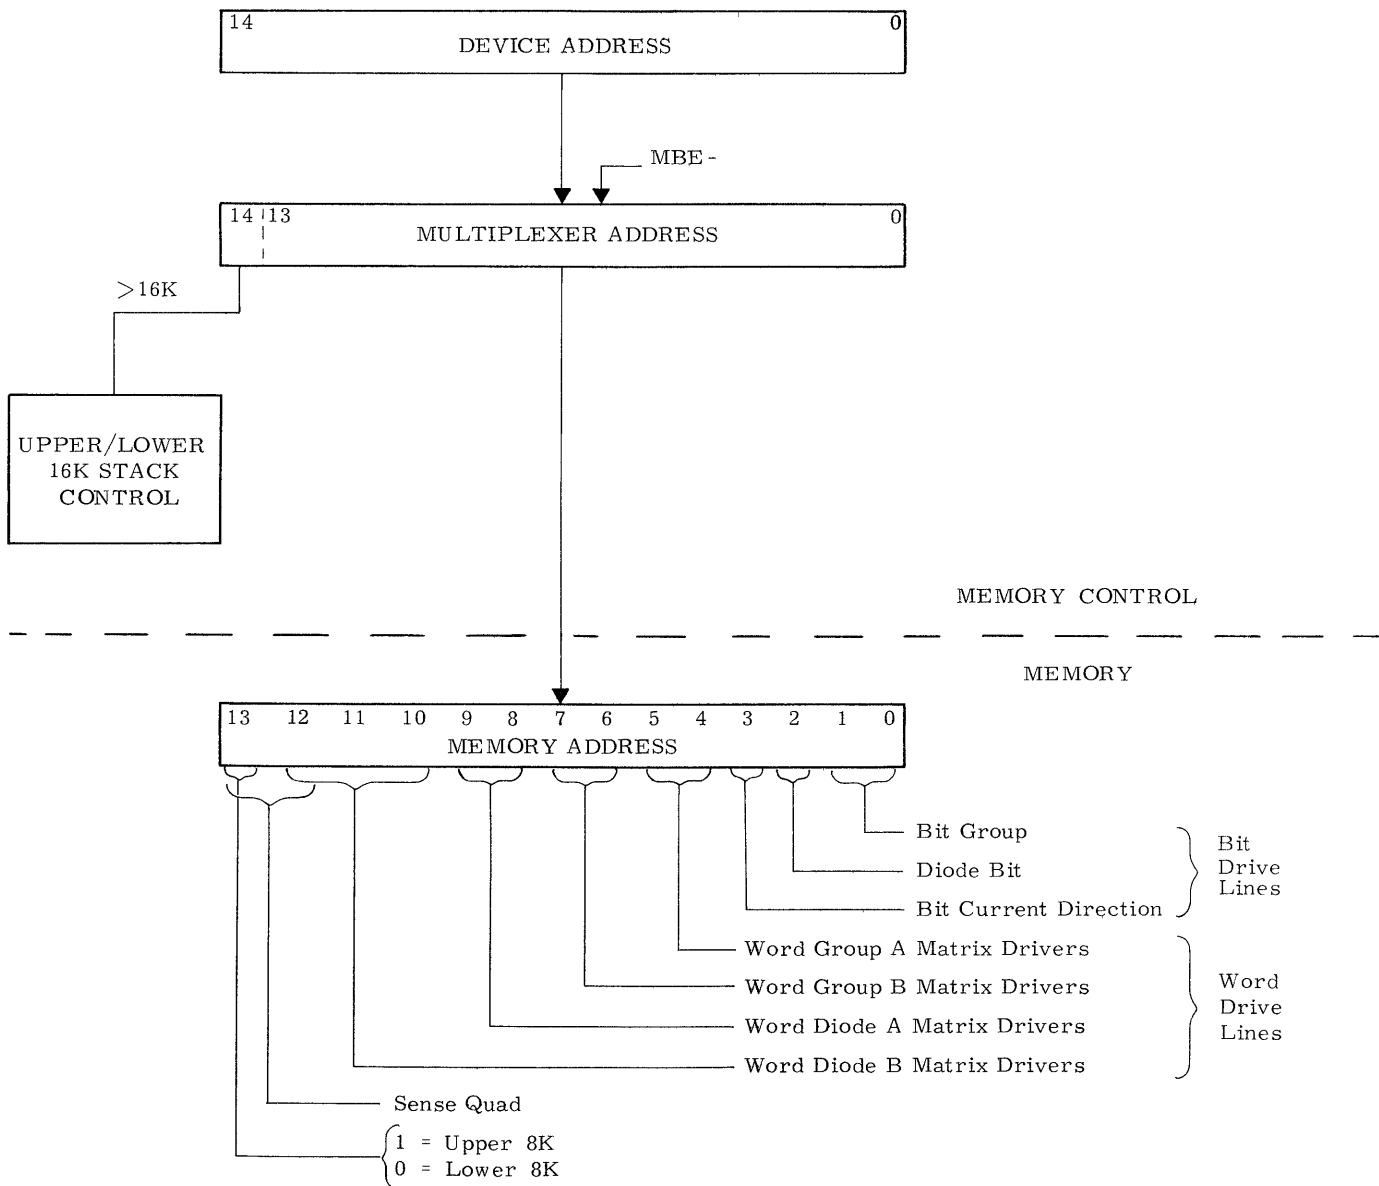 14 0
DEVICE ADDRESS
MBE-
14 13 0
MULTIPLEXER ADDRESS
>16K
UPPER/LOWER
16K STACK
CONTROL
MEMORY CONTROL
MEMORY
13 12 11 10 9 8 7 6 5 4 3 2 1 0
MEMORY ADDRESS
Bit Group
Diode Bit
Bit Current Direction
Bit
Drive
Lines
Word Group A Matrix Drivers
Word Group B Matrix Drivers
Word Diode A Matrix Drivers
Word Diode B Matrix Drivers
Word
Drive
Lines
Sense Quad
1 = Upper 8K
0 = Lower 8K